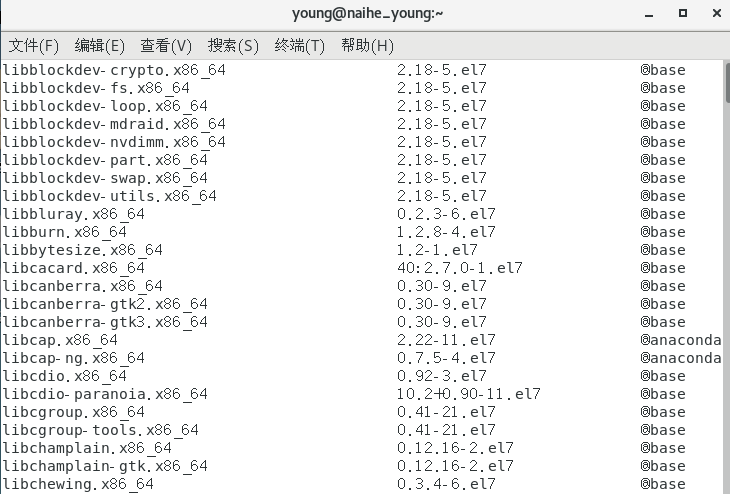 young@naihe_young:~
文件(F) 编辑(E) 查看(V) 搜索(S) 终端(T) 帮助(H)
libblockdev-crypto.x86_64 2.18-5.el7 @base
libblockdev-fs.x86_64 2.18-5.el7 @base
libblockdev-loop.x86_64 2.18-5.el7 @base
libblockdev-mdraid.x86_64 2.18-5.el7 @base
libblockdev-nvdimm.x86_64 2.18-5.el7 @base
libblockdev-part.x86_64 2.18-5.el7 @base
libblockdev-swap.x86_64 2.18-5.el7 @base
libblockdev-utils.x86_64 2.18-5.el7 @base
libbluray.x86_64 0.2.3-6.el7 @base
libburn.x86_64 1.2.8-4.el7 @base
libbytesize.x86_64 1.2-1.el7 @base
libcacard.x86_64 40:2.7.0-1.el7 @base
libcanberra.x86_64 0.30-9.el7 @base
libcanberra-gtk2.x86_64 0.30-9.el7 @base
libcanberra-gtk3.x86_64 0.30-9.el7 @base
libcap.x86_64 2.22-11.el7 @anaconda
libcap-ng.x86_64 0.7.5-4.el7 @anaconda
libcdio.x86_64 0.92-3.el7 @base
libcdio-paranoia.x86_64 10.2+0.90-11.el7 @base
libcgroup.x86_64 0.41-21.el7 @base
libcgroup-tools.x86_64 0.41-21.el7 @base
libchamplain.x86_64 0.12.16-2.el7 @base
libchamplain-gtk.x86_64 0.12.16-2.el7 @base
libchewing.x86_64 0.3.4-6.el7 @base